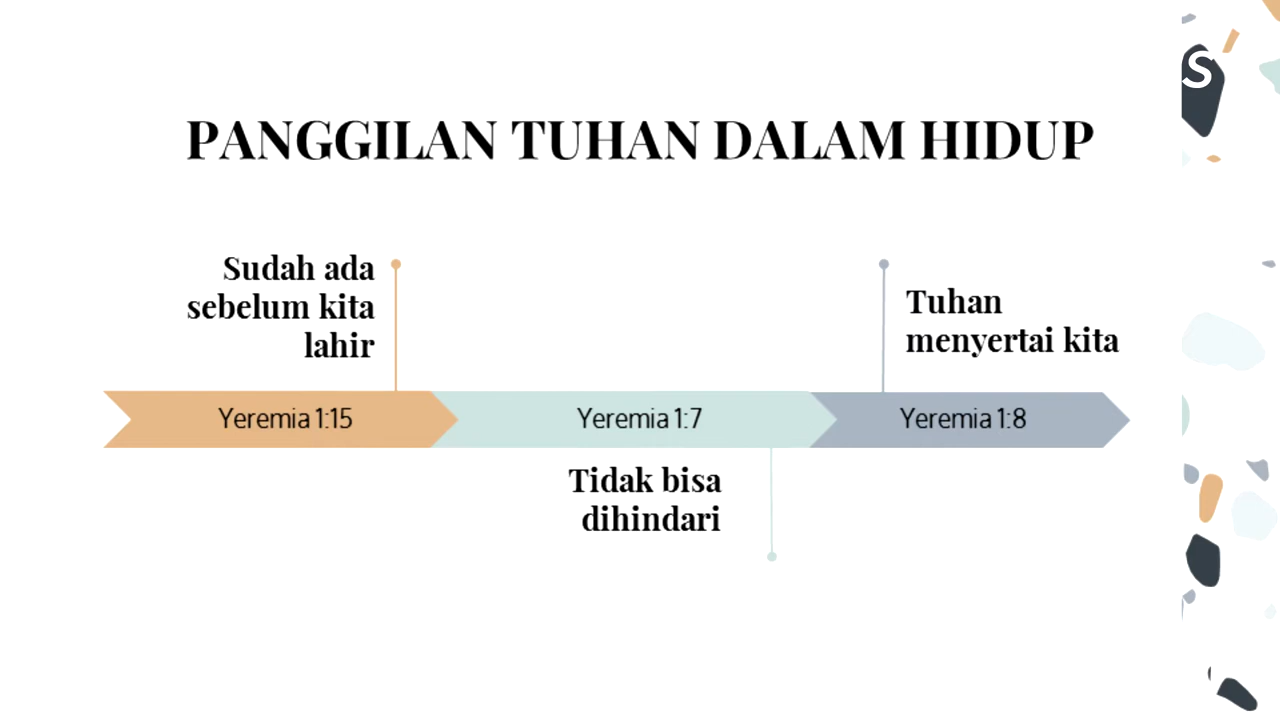 S
PANGGILAN TUHAN DALAM HIDUP
Sudah ada
sebelum kita
lahir
Tuhan
menyertai kita
Yeremia 1:15
Yeremia 1:7
Yeremia 1:8
Tidak bisa
dihindari